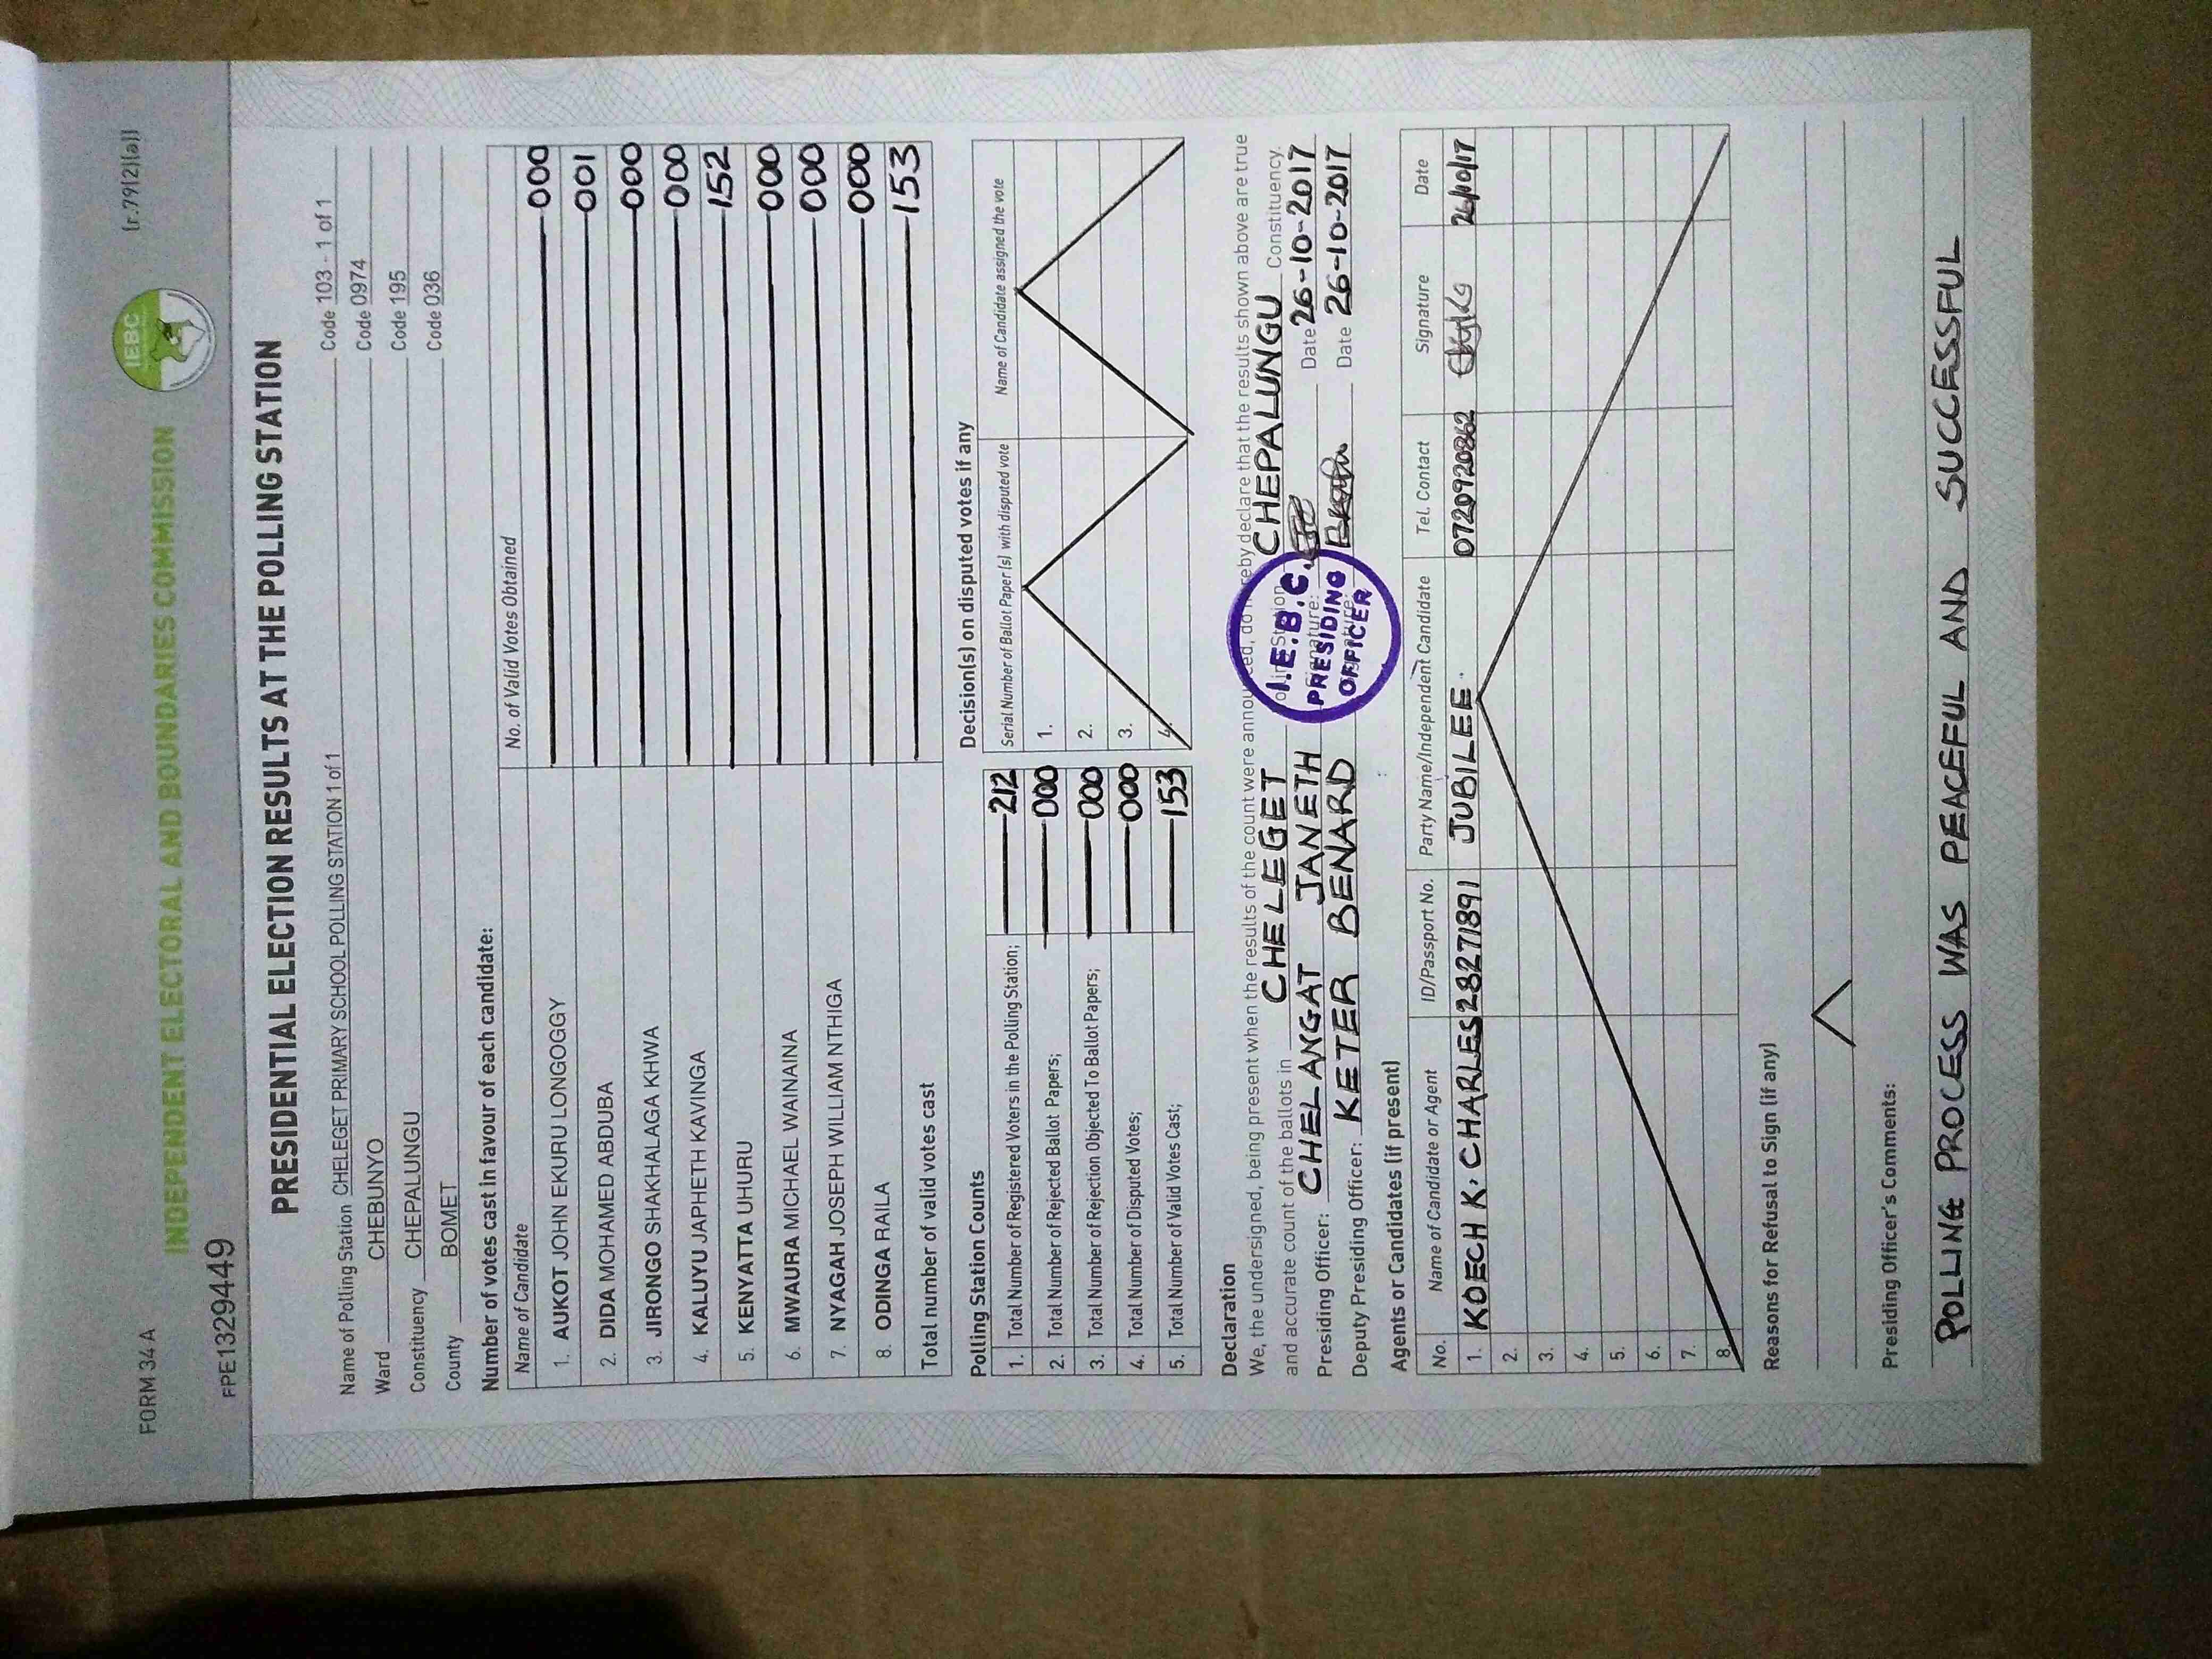 FORM 34 A
(r.79(2)(a))
IEBC
INDEPENDENT ELECTORAL AND BOUNDARIES COMMISSION
FPE1329449
PRESIDENTIAL ELECTION RESULTS AT THE POLLING STATION
Name of Polling Station CHELEGET PRIMARY SCHOOL POLLING STATION 1 of 1 Code 103 - 1 of 1
Ward CHEBUNYO Code 0974
Constituency CHEPALUNGU Code 195
County BOMET Code 036
Number of votes cast in favour of each candidate:
Name of Candidate No. of Valid Votes Obtained
1. AUKOT JOHN EKURU LONGOGGY 000
2. DIDA MOHAMED ABDUBA 001
3. JIRONGO SHAKHALAGA KHWA 000
4. KALUYU JAPHETH KAVINGA 000
5. KENYATTA UHURU 152
6. MWAURA MICHAEL WAINAINA 000
7. NYAGAH JOSEPH WILLIAM NTHIGA 000
8. ODINGA RAILA 000
Total number of valid votes cast 153
Polling Station Counts
1. Total Number of Registered Voters in the Polling Station; 212
2. Total Number of Rejected Ballot Papers; 000
3. Total Number of Rejection Objected To Ballot Papers; 000
4. Total Number of Disputed Votes; 000
5. Total Number of Valid Votes Cast; 153
Decision(s) on disputed votes if any
Serial Number of Ballot Paper(s) with disputed vote Name of Candidate assigned the vote
1.
2.
3.
4.
Declaration
We, the undersigned, being present when the results of the count were announced, do hereby declare that the results shown above are true
and accurate count of the ballots in CHELEGET Polling Station CHEPALUNGU Constituency.
Presiding Officer: CHELANGAT JANETH Signature: Date 26-10-2017
Deputy Presiding Officer: KETER BENARD Signature: Date 26-10-2017
I.E.B.C.
PRESIDING
OFFICER
Agents or Candidates (if present)
No. Name of Candidate or Agent ID/Passport No. Party Name/Independent Candidate Tel. Contact Signature Date
1. KOECH K. CHARLES 28271891 JUBILEE. 0720920862 26/10/17
2.
3.
4.
5.
6.
7.
8.
Reasons for Refusal to Sign (if any)
Presiding Officer's Comments:
POLLING PROCESS WAS PEACEFUL AND SUCCESSFUL